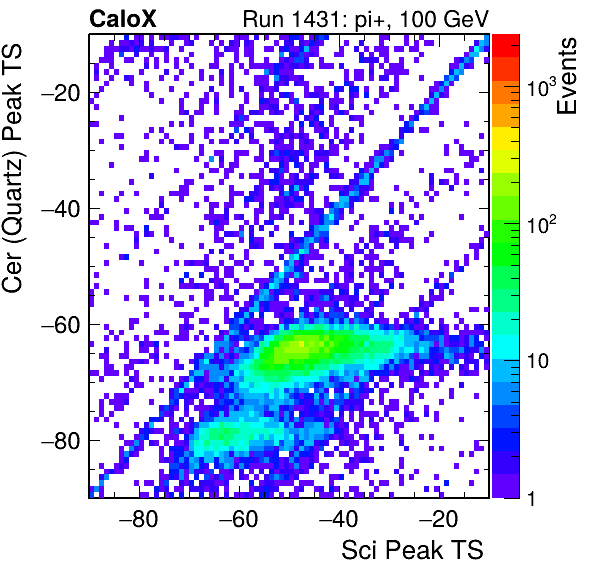 CaloX Run 1431: pi+, 100 GeV
Cer (Quartz) Peak TS
−20
−40
−60
−80
−80 −60 −40 −20
Sci Peak TS
Events
10³
10²
10
1